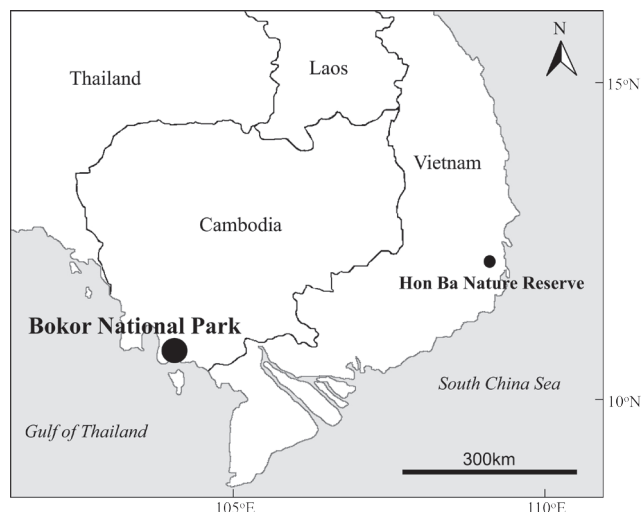 N
Thailand
Laos
15°N
Vietnam
Cambodia
Hon Ba Nature Reserve
Bokor National Park
South China Sea
10°N
Gulf of Thailand
300km
105°E
110°E